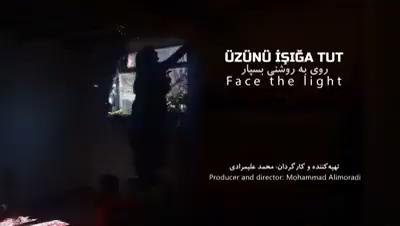 ÜZÜNÜ İŞIĞA TUT
روی به روشنی بسپار
Face the light
تهیه‌کننده و کارگردان: محمد علیمرادی
Producer and director: Mohammad Alimoradi